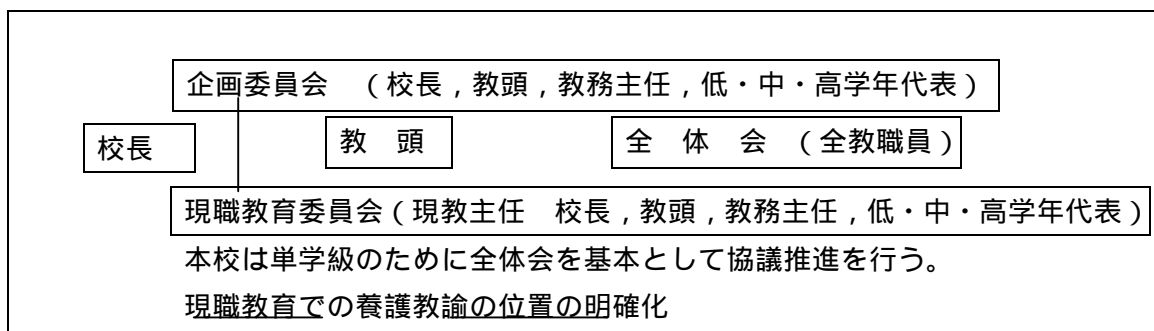 企画委員会 (校長,教頭,教務主任,低・中・高学年代表)
校長 教 頭 全 体 会 (全教職員)
現職教育委員会(現教主任 校長,教頭,教務主任,低・中・高学年代表)
本校は単学級のために全体会を基本として協議推進を行う。
現職教育での養護教諭の位置の明確化